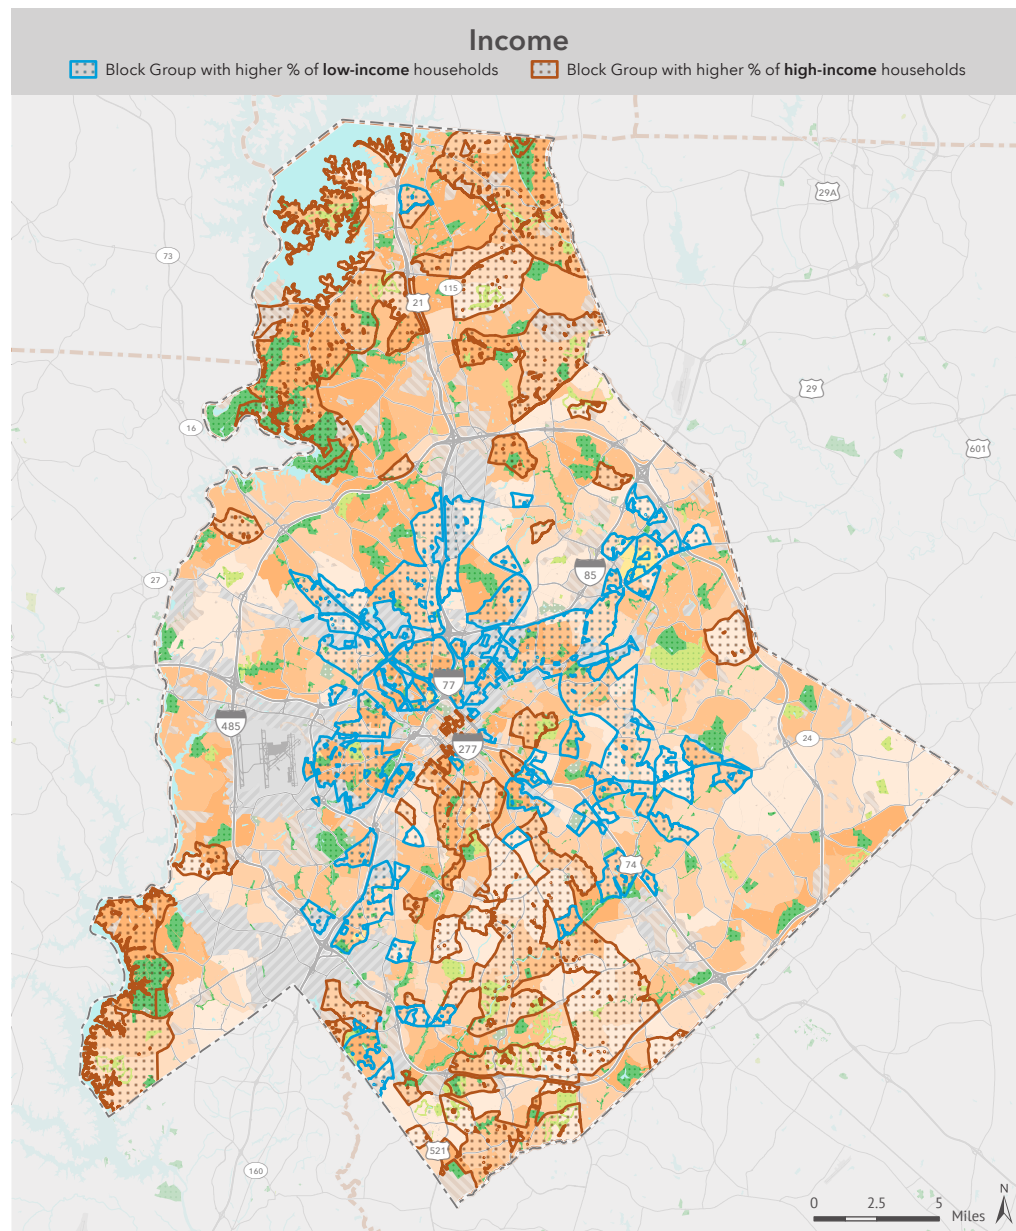 Income
Block Group with higher % of low-income households
Block Group with higher % of high-income households
29A
73
115
21
29
16
601
85
27
77
485
277
24
74
521
160
0 2.5 5 Miles
N